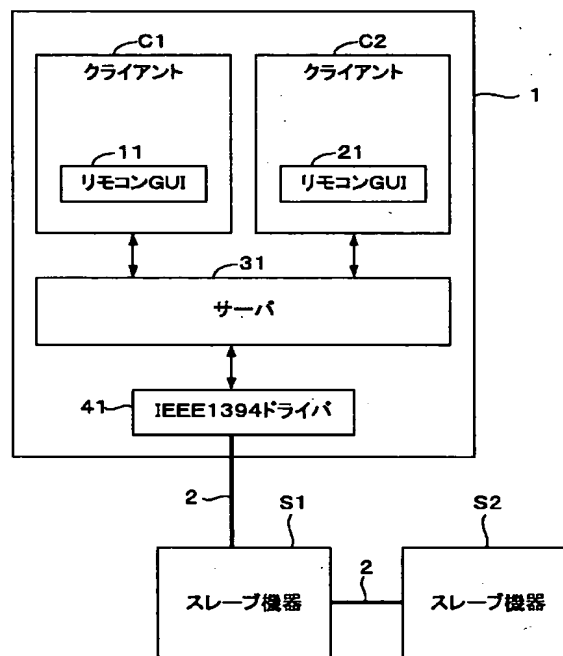 C1
C2
クライアント
クライアント
1
11
21
リモコンGUI
リモコンGUI
31
サーバ
41
IEEE1394ドライバ
2
S1
S2
2
スレーブ機器
スレーブ機器